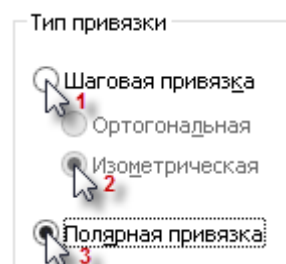 Тип привязки
Шаговая привязка
1
Ортогональная
Изометрическая
2
Полярная привязка
3